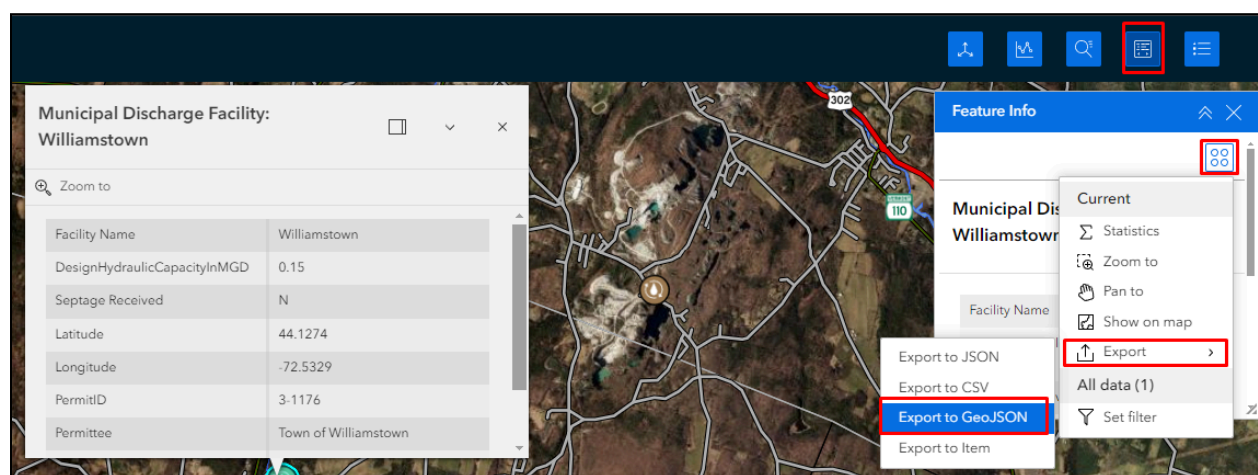 Municipal Discharge Facility:
Williamstown
Zoom to
Facility Name Williamstown
DesignHydraulicCapacityInMGD 0.15
Septage Received N
Latitude 44.1274
Longitude -72.5329
PermitID 3-1176
Permittee Town of Williamstown
302
110
Feature Info
Municipal Dis
Williamstown
Facility Name
Current
Statistics
Zoom to
Pan to
Show on map
Export
All data (1)
Set filter
Export to JSON
Export to CSV
Export to GeoJSON
Export to Item